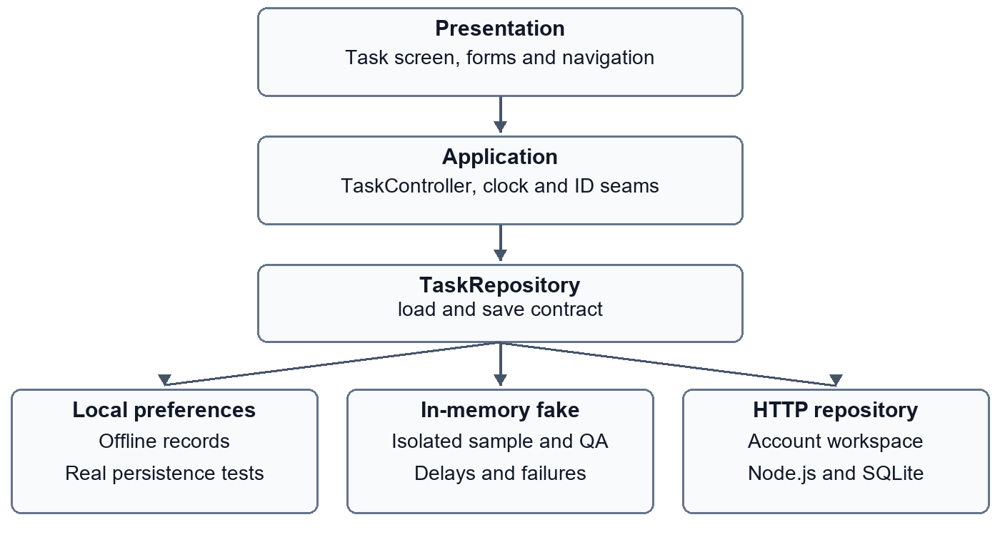 Presentation
Task screen, forms and navigation
Application
TaskController, clock and ID seams
TaskRepository
load and save contract
Local preferences
Offline records
Real persistence tests
In-memory fake
Isolated sample and QA
Delays and failures
HTTP repository
Account workspace
Node.js and SQLite